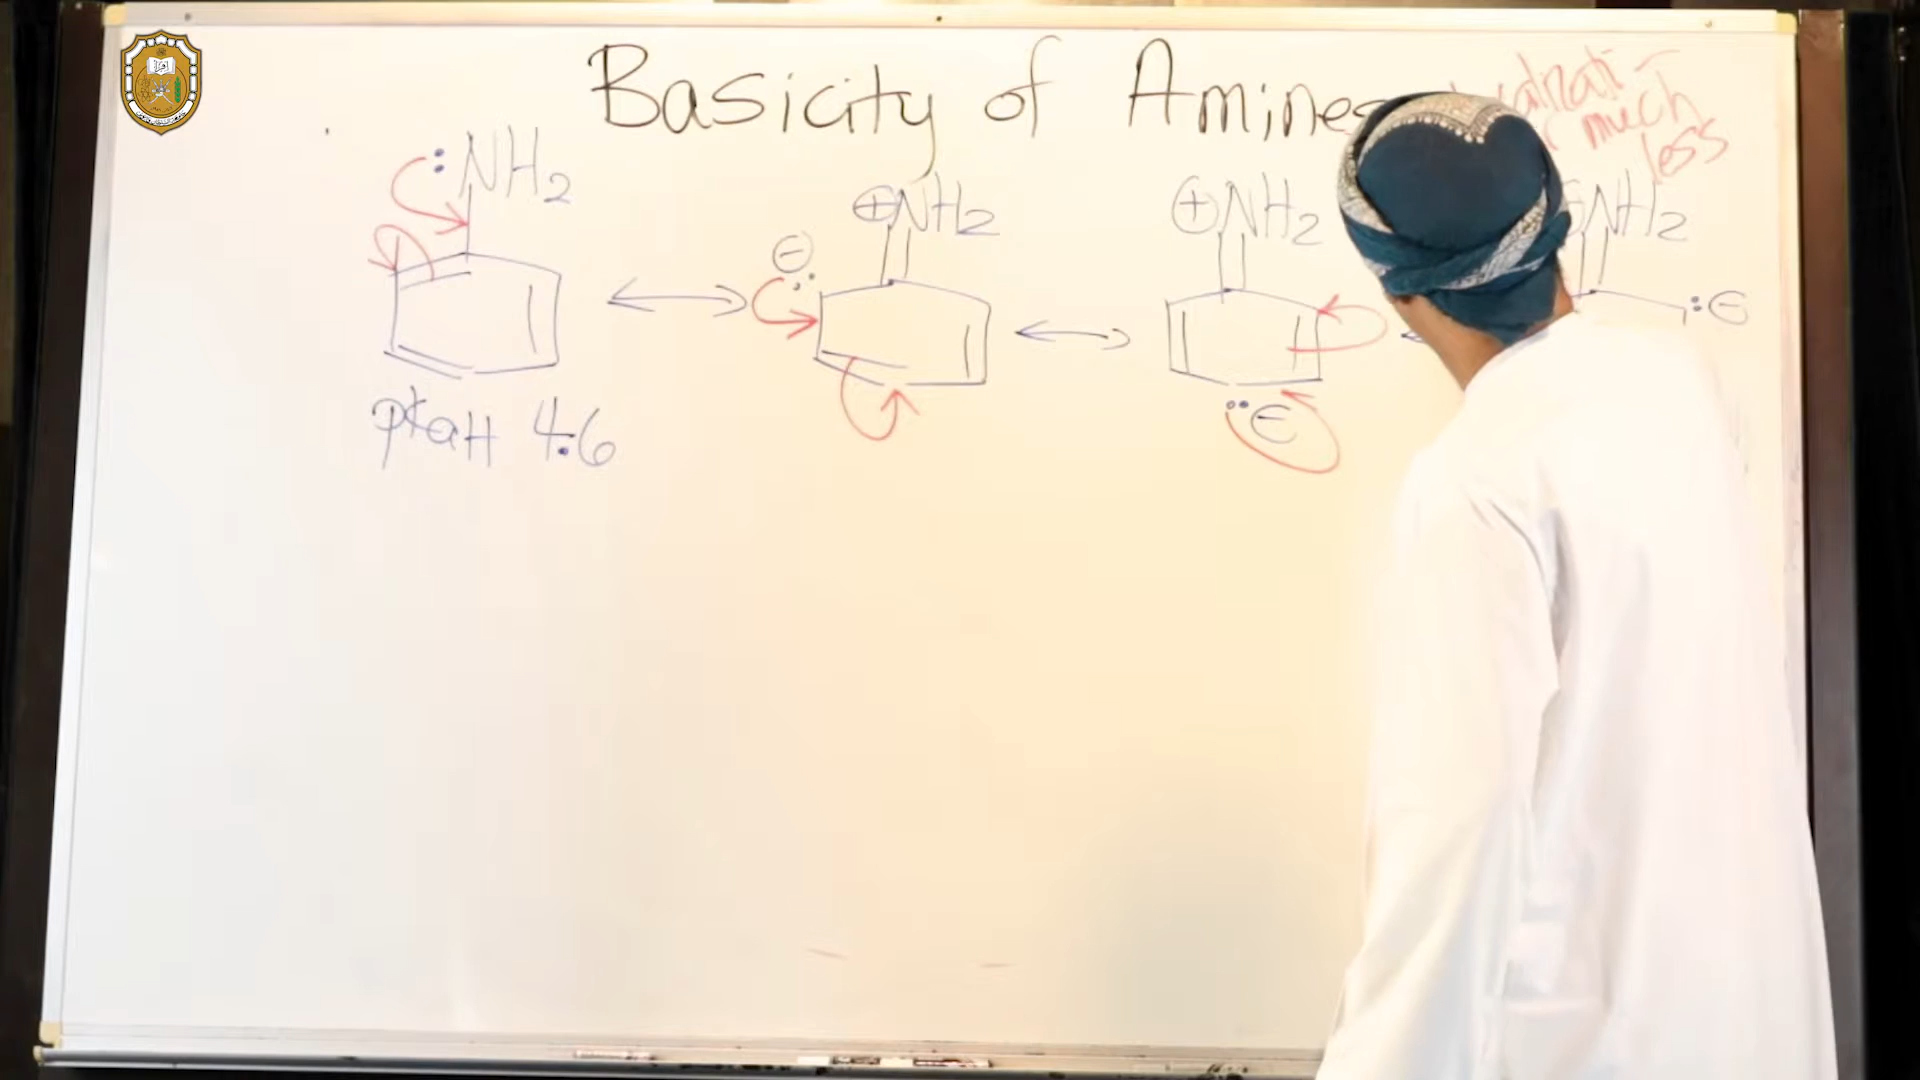 Basicity of Amines
much
less
:NH2
⊕NH2
⊕NH2
NH2
⊖
:⊖
pKaH 4.6
⊖